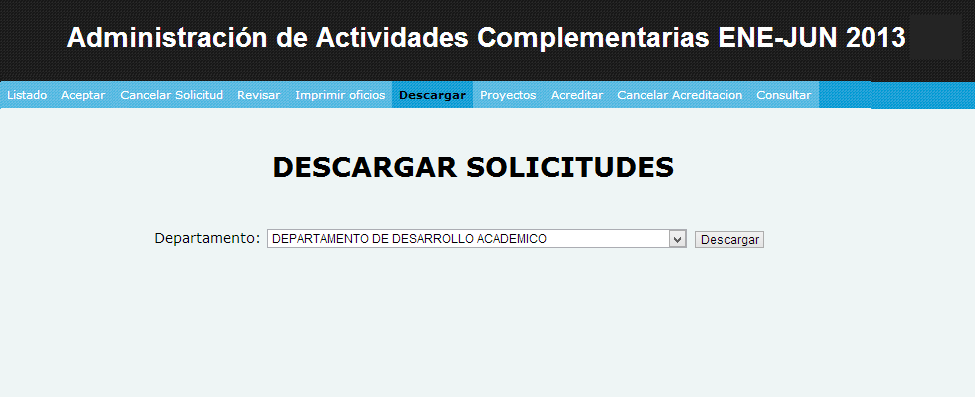 Administración de Actividades Complementarias ENE-JUN 2013
Listado Aceptar Cancelar Solicitud Revisar Imprimir oficios Descargar Proyectos Acreditar Cancelar Acreditacion Consultar
DESCARGAR SOLICITUDES
Departamento: DEPARTAMENTO DE DESARROLLO ACADEMICO Descargar